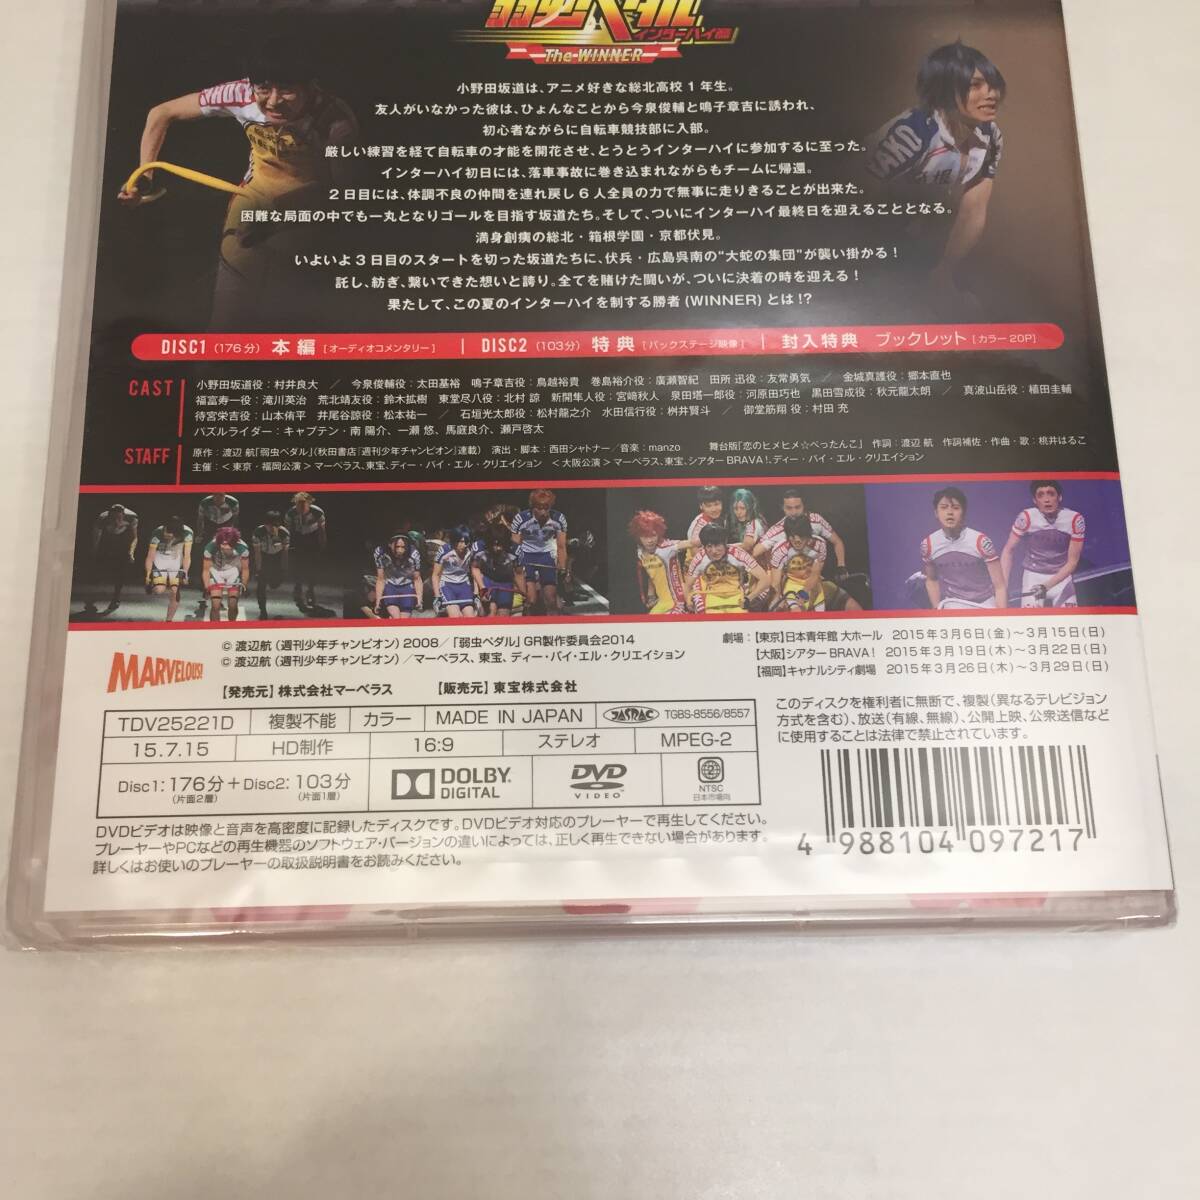 弱虫ペダル
インターハイ篇
The WINNER
小野田坂道は、アニメ好きな総北高校1年生。
友人がいなかった彼は、ひょんなことから今泉俊輔と鳴子章吉に誘われ、
初心者ながらに自転車競技部に入部。
厳しい練習を経て自転車の才能を開花させ、とうとうインターハイに参加するに至った。
インターハイ初日には、落車事故に巻き込まれながらもチームに帰還。
2日目には、体調不良の仲間を連れ戻し6人全員の力で無事に走りきることが出来た。
困難な局面の中でも一丸となりゴールを目指す坂道たち。そして、ついにインターハイ最終日を迎えることとなる。
満身創痍の総北・箱根学園・京都伏見。
いよいよ3日目のスタートを切った坂道たちに、伏兵・広島呉南の“大蛇の集団”が襲い掛かる！
託し、紡ぎ、繋いできた想いと誇り。全てを賭けた闘いが、ついに決着の時を迎える！
果たして、この夏のインターハイを制する勝者(WINNER)とは!?
DISC1（176分）本編［オーディオコメンタリー］ | DISC2（103分）特典［バックステージ映像］ | 封入特典 ブックレット［カラー20P］
CAST 小野田坂道役：村井良大 ／ 今泉俊輔役：太田基裕 鳴子章吉役：鳥越裕貴 巻島裕介役：廣瀬智紀 田所 迅役：友常勇気 ／ 金城真護役：郷本直也
福富寿一役：滝川英治 荒北靖友役：鈴木拡樹 東堂尽八役：北村 諒 新開隼人役：宮﨑秋人 泉田塔一郎役：河原田巧也 黒田雪成役：秋元龍太朗 ／ 真波山岳役：植田圭輔
待宮栄吉役：山本侑平 井尾谷諒役：松本祐一 ／ 石垣光太郎役：松村龍之介 水田信行役：桝井賢斗 ／ 御堂筋翔 役：村田 充
パズルライダー：キャプテン・南 陽介、一瀬 悠、馬庭良介、瀬戸啓太
STAFF 原作：渡辺 航「弱虫ペダル」（秋田書店「週刊少年チャンピオン」連載） 演出・脚本：西田シャトナー／音楽：manzo 舞台版「恋のヒメヒメ☆ぺったんこ」 作詞：渡辺 航 作詞補佐・作曲・歌：桃井はるこ
主催：＜東京・福岡公演＞マーベラス、東宝、ディー・バイ・エル・クリエイション ＜大阪公演＞マーベラス、東宝、シアターBRAVA！、ディー・バイ・エル・クリエイション
MARVELOUS!
© 渡辺航（週刊少年チャンピオン）2008／「弱虫ペダル」GR製作委員会2014
© 渡辺航（週刊少年チャンピオン）／マーベラス、東宝、ディー・バイ・エル・クリエイション
【発売元】株式会社マーベラス 【販売元】東宝株式会社
劇場：【東京】日本青年館 大ホール 2015年3月6日(金)～3月15日(日)
【大阪】シアターBRAVA！ 2015年3月19日(木)～3月22日(日)
【福岡】キャナルシティ劇場 2015年3月26日(木)～3月29日(日)
TDV25221D 複製不能 カラー MADE IN JAPAN JASRAC TGBS-8556/8557
15.7.15 HD制作 16:9 ステレオ MPEG-2
Disc1：176分＋Disc2：103分
（片面2層） （片面1層）
DOLBY DIGITAL
DVD VIDEO
NTSC
日本市場向
このディスクを権利者に無断で、複製(異なるテレビジョン
方式を含む)、放送(有線、無線)、公開上映、公衆送信など
に使用することは法律で禁止されています。
DVDビデオは映像と音声を高密度に記録したディスクです。DVDビデオ対応のプレーヤーで再生してください。
プレーヤーやPCなどの再生機器のソフトウェア・バージョンの違いによっては、正しく再生できない場合があります。
詳しくはお使いのプレーヤーの取扱説明書をお読みください。
4 988104 097217